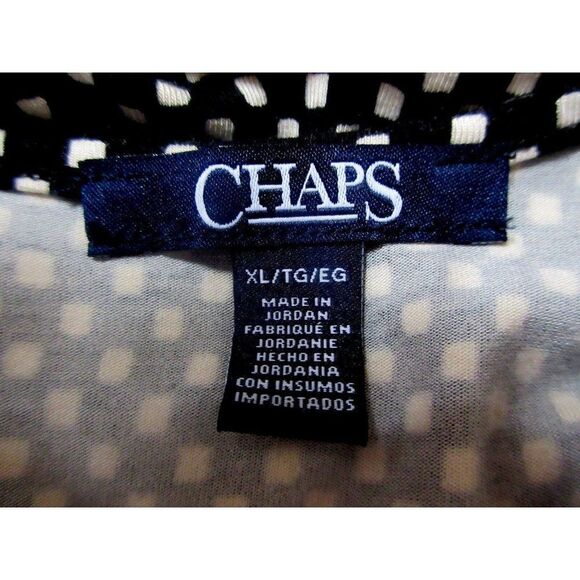 CHAPS
XL/TG/EG
MADE IN
JORDAN
FABRIQUÉ EN
JORDANIE
HECHO EN
JORDANIA
CON INSUMOS
IMPORTADOS